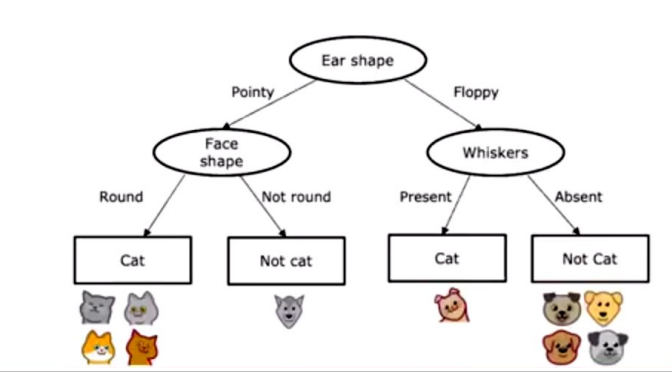 Ear shape
Pointy
Floppy
Face
shape
Whiskers
Round
Not round
Present
Absent
Cat
Not cat
Cat
Not Cat